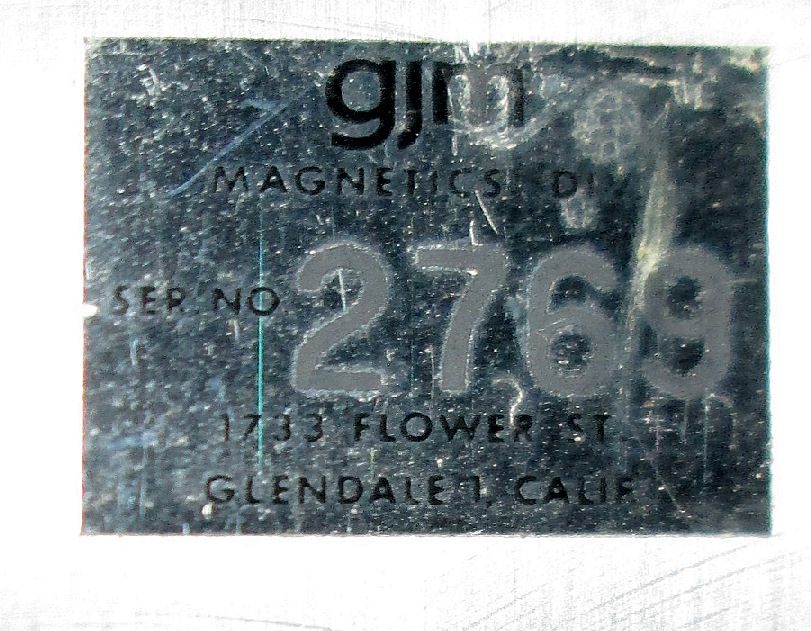 gjm
MAGNETICS DIV
SER. NO 2769
1733 FLOWER ST.
GLENDALE 1, CALIF